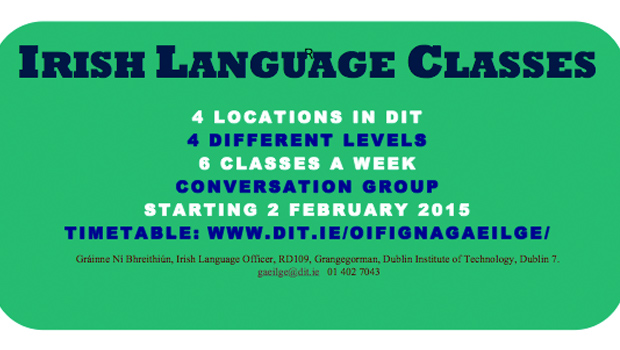 IRISH LANGUAGE CLASSES
R
4 LOCATIONS IN DIT
4 DIFFERENT LEVELS
6 CLASSES A WEEK
CONVERSATION GROUP
STARTING 2 FEBRUARY 2015
TIMETABLE: WWW.DIT.IE/OIFIGNAGAEILGE/
Gráinne Ní Bhreithiún, Irish Language Officer, RD109, Grangegorman, Dublin Institute of Technology, Dublin 7.
gaeilge@dit.ie 01 402 7043